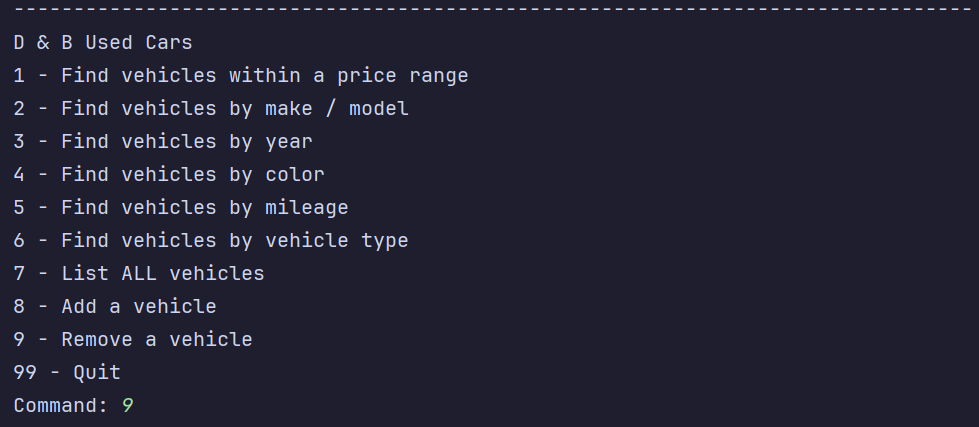 --------------------------------------------------------------------------------
D & B Used Cars
1 - Find vehicles within a price range
2 - Find vehicles by make / model
3 - Find vehicles by year
4 - Find vehicles by color
5 - Find vehicles by mileage
6 - Find vehicles by vehicle type
7 - List ALL vehicles
8 - Add a vehicle
9 - Remove a vehicle
99 - Quit
Command: 9